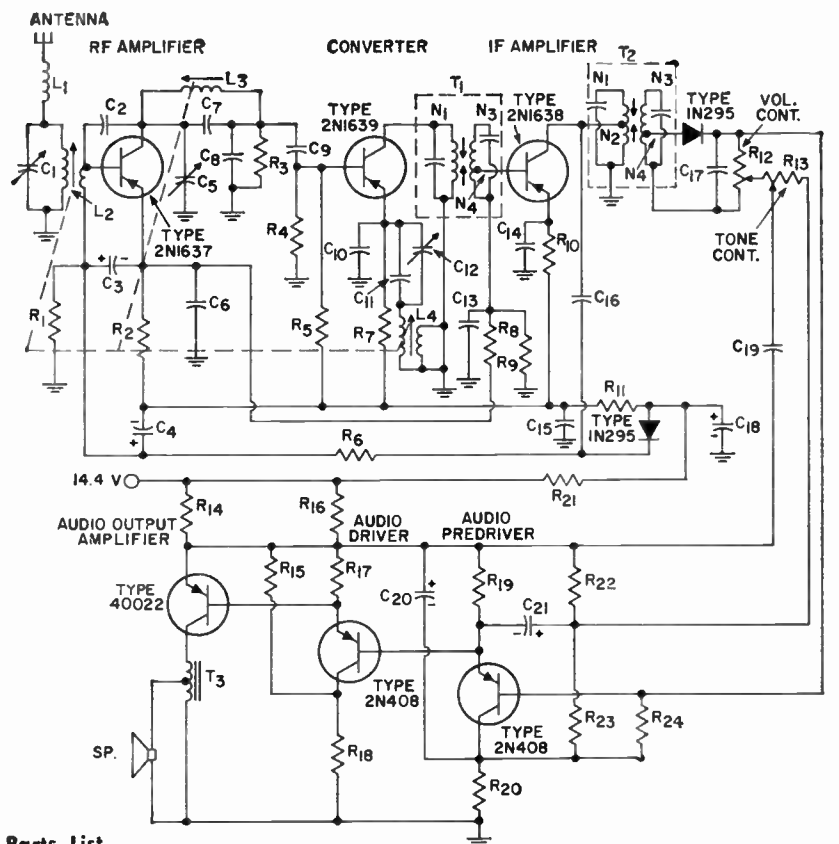 ANTENNA
RF AMPLIFIER
CONVERTER
IF AMPLIFIER
T2
L1
L3
C2
C7
TYPE
2N1639
T1
N1
N3
TYPE
2N1638
N1
N3
N2
TYPE
1N295
VOL.
CONT.
R12
R13
C1
L2
C8
R3
C9
C5
N4
N4
C17
TYPE
2N1637
R4
C10
C12
C14
R10
TONE
CONT.
C3
C11
R1
R2
C6
R5
R7
L4
C13
R8
R9
C16
C19
C4
R6
C15
R11
TYPE
1N295
C18
14.4 V
R21
R14
R16
AUDIO OUTPUT
AMPLIFIER
AUDIO
DRIVER
AUDIO
PREDRIVER
TYPE
40022
R15
R17
C20
R19
R22
C21
T3
TYPE
2N408
SP.
R18
TYPE
2N408
R23
R24
R20
Parts List